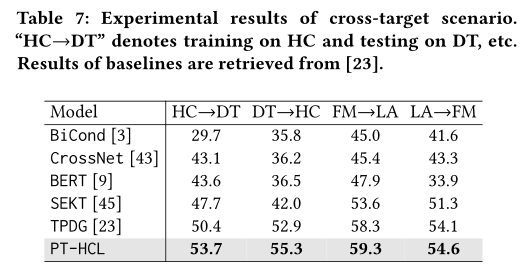 Table 7: Experimental results of cross-target scenario.
“HC→DT” denotes training on HC and testing on DT, etc.
Results of baselines are retrieved from [23].
Model HC→DT DT→HC FM→LA LA→FM
BiCond [3] 29.7 35.8 45.0 41.6
CrossNet [43] 43.1 36.2 45.4 43.3
BERT [9] 43.6 36.5 47.9 33.9
SEKT [45] 47.7 42.0 53.6 51.3
TPDG [23] 50.4 52.9 58.3 54.1
PT-HCL 53.7 55.3 59.3 54.6